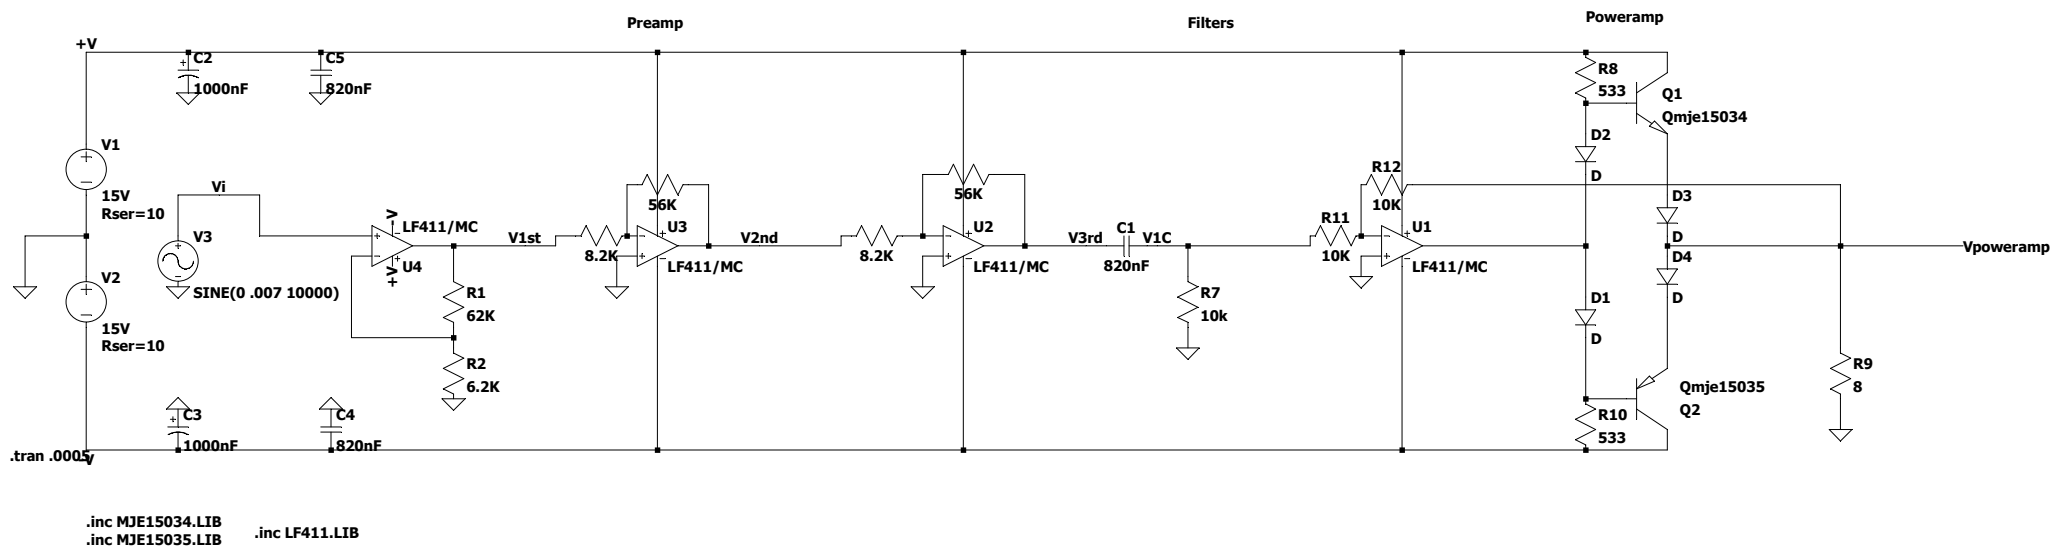 Preamp
Filters
Poweramp
+V
C2
1000nF
C5
820nF
R8
533
Q1
Qmje15034
V1
15V
Rser=10
Vi
D2
D
R12
10K
56K
56K
D3
D
-V
LF411/MC
U4
+V
V3
SINE(0 .007 10000)
V1st
8.2K
U3
LF411/MC
V2nd
8.2K
U2
LF411/MC
V3rd
C1
820nF
V1C
R11
10K
U1
LF411/MC
D4
D
Vpoweramp
V2
15V
Rser=10
R1
62K
R7
10k
D1
D
R2
6.2K
R9
8
Qmje15035
Q2
C3
1000nF
C4
820nF
R10
533
.tran .0005
-V
.inc MJE15034.LIB
.inc MJE15035.LIB
.inc LF411.LIB